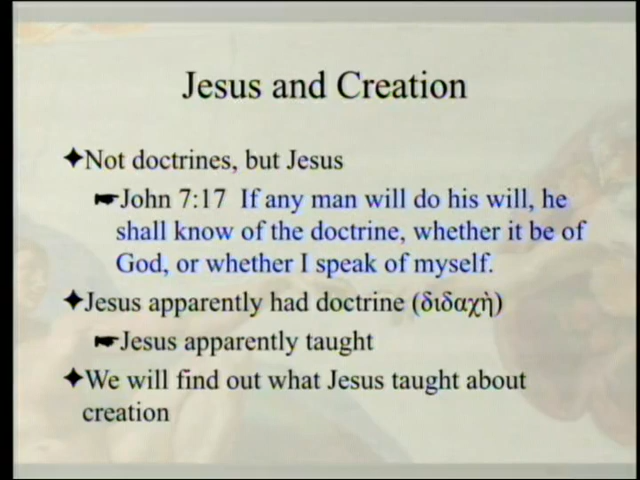 Jesus and Creation
Not doctrines, but Jesus
John 7:17 If any man will do his will, he
shall know of the doctrine, whether it be of
God, or whether I speak of myself.
Jesus apparently had doctrine (διδαχὴ)
Jesus apparently taught
We will find out what Jesus taught about
creation